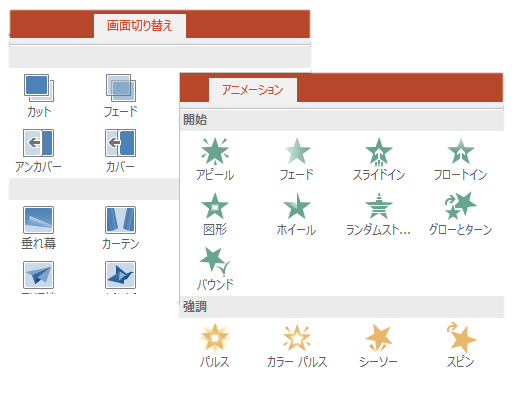 画面切り替え
カット
フェード
アンカバー
カバー
垂れ幕
カーテン
アニメーション
開始
アピール
フェード
スライドイン
フロートイン
図形
ホイール
ランダムスト...
グローとターン
バウンド
強調
パルス
カラー パルス
シーソー
スピン